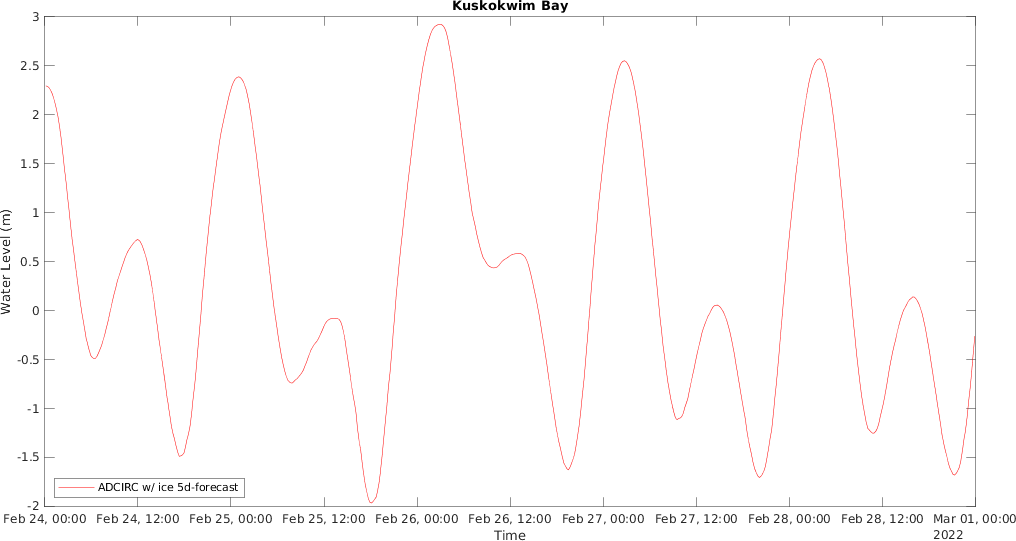 Kuskokwim Bay
3
2.5
2
1.5
1
0.5
0
-0.5
-1
-1.5
-2
Water Level (m)
ADCIRC w/ ice 5d-forecast
Feb 24, 00:00 Feb 24, 12:00 Feb 25, 00:00 Feb 25, 12:00 Feb 26, 00:00 Feb 26, 12:00 Feb 27, 00:00 Feb 27, 12:00 Feb 28, 00:00 Feb 28, 12:00 Mar 01, 00:00
Time
2022